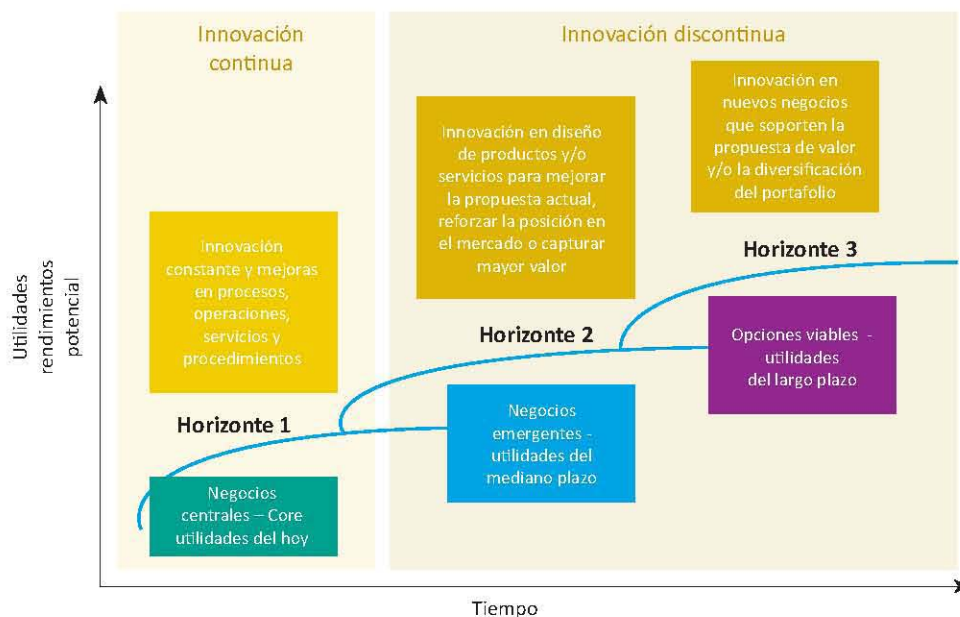 Innovación
continua
Innovación discontinua
Innovación en
nuevos negocios
que soporten la
propuesta de valor
y/o la diversificación
del portafolio
Innovación en diseño
de productos y/o
servicios para mejorar
la propuesta actual,
reforzar la posición en
el mercado o capturar
mayor valor
Innovación
constante y mejoras
en procesos,
operaciones,
servicios y
procedimientos
Horizonte 3
Utilidades
rendimientos
potencial
Horizonte 2
Opciones viables -
utilidades
del largo plazo
Horizonte 1
Negocios
emergentes -
utilidades del
mediano plazo
Negocios
centrales – Core
utilidades del hoy
Tiempo